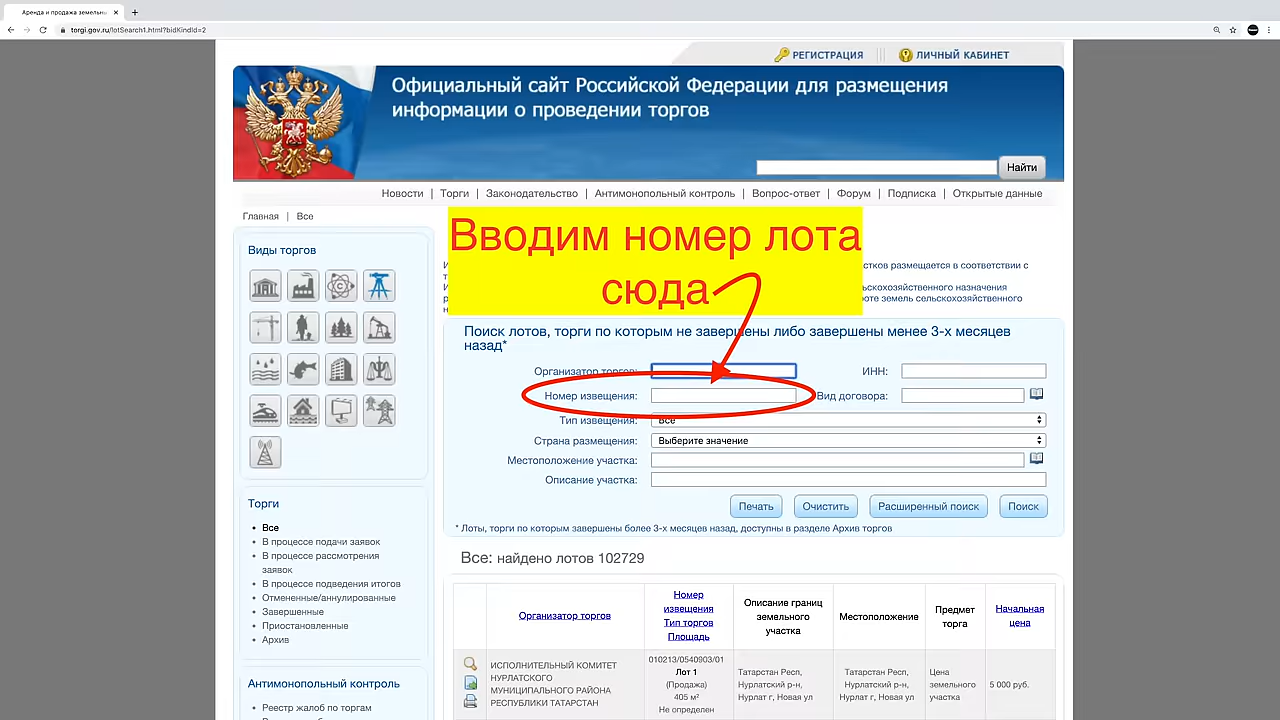 Аренда и продажа земельны
torgi.gov.ru/lotSearch1.html?bidKindId=2
РЕГИСТРАЦИЯ
ЛИЧНЫЙ КАБИНЕТ
Официальный сайт Российской Федерации для размещения
информации о проведении торгов
Найти
Новости | Торги | Законодательство | Антимонопольный контроль | Вопрос-ответ | Форум | Подписка | Открытые данные
Главная | Все
Вводим номер лота
сюда
Виды торгов
стков размещается в соответствии с
льскохозяйственного назначения
роте земель сельскохозяйственного
Поиск лотов, торги по которым не завершены либо завершены менее 3-х месяцев
назад*
Организатор торгов:
ИНН:
Номер извещения:
Вид договора:
Тип извещения:
Все
Страна размещения:
Выберите значение
Местоположение участка:
Описание участка:
Печать
Очистить
Расширенный поиск
Поиск
* Лоты, торги по которым завершены более 3-х месяцев назад, доступны в разделе Архив торгов
Торги
Все
В процессе подачи заявок
В процессе рассмотрения
заявок
В процессе подведения итогов
Отмененные/аннулированные
Завершенные
Приостановленные
Архив
Антимонопольный контроль
Реестр жалоб по торгам
Все: найдено лотов 102729
Организатор торгов
Номер
извещения
Тип торгов
Площадь
Описание границ
земельного
участка
Местоположение
Предмет
торга
Начальная
цена
ИСПОЛНИТЕЛЬНЫЙ КОМИТЕТ
НУРЛАТСКОГО
МУНИЦИПАЛЬНОГО РАЙОНА
РЕСПУБЛИКИ ТАТАРСТАН
010213/0540903/01
Лот 1
(Продажа)
405 м²
Не определен
Татарстан Респ,
Нурлатский р-н,
Нурлат г, Новая ул
Татарстан Респ,
Нурлатский р-н,
Нурлат г, Новая ул
Цена
земельного
участка
5 000 руб.